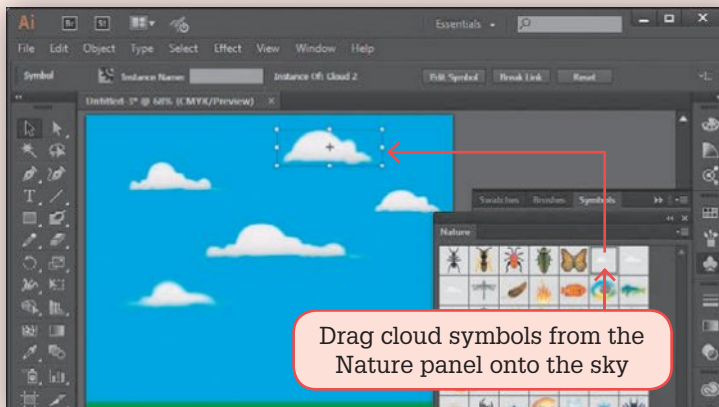 Ai Br St Essentials
File Edit Object Type Select Effect View Window Help
Symbol Instance Name: Instance Of: Cloud 2 Edit Symbol Break Link Reset
Untitled-3* @ 68% (CMYK/Preview) ×
Swatches Brushes Symbols
Nature
Drag cloud symbols from the
Nature panel onto the sky